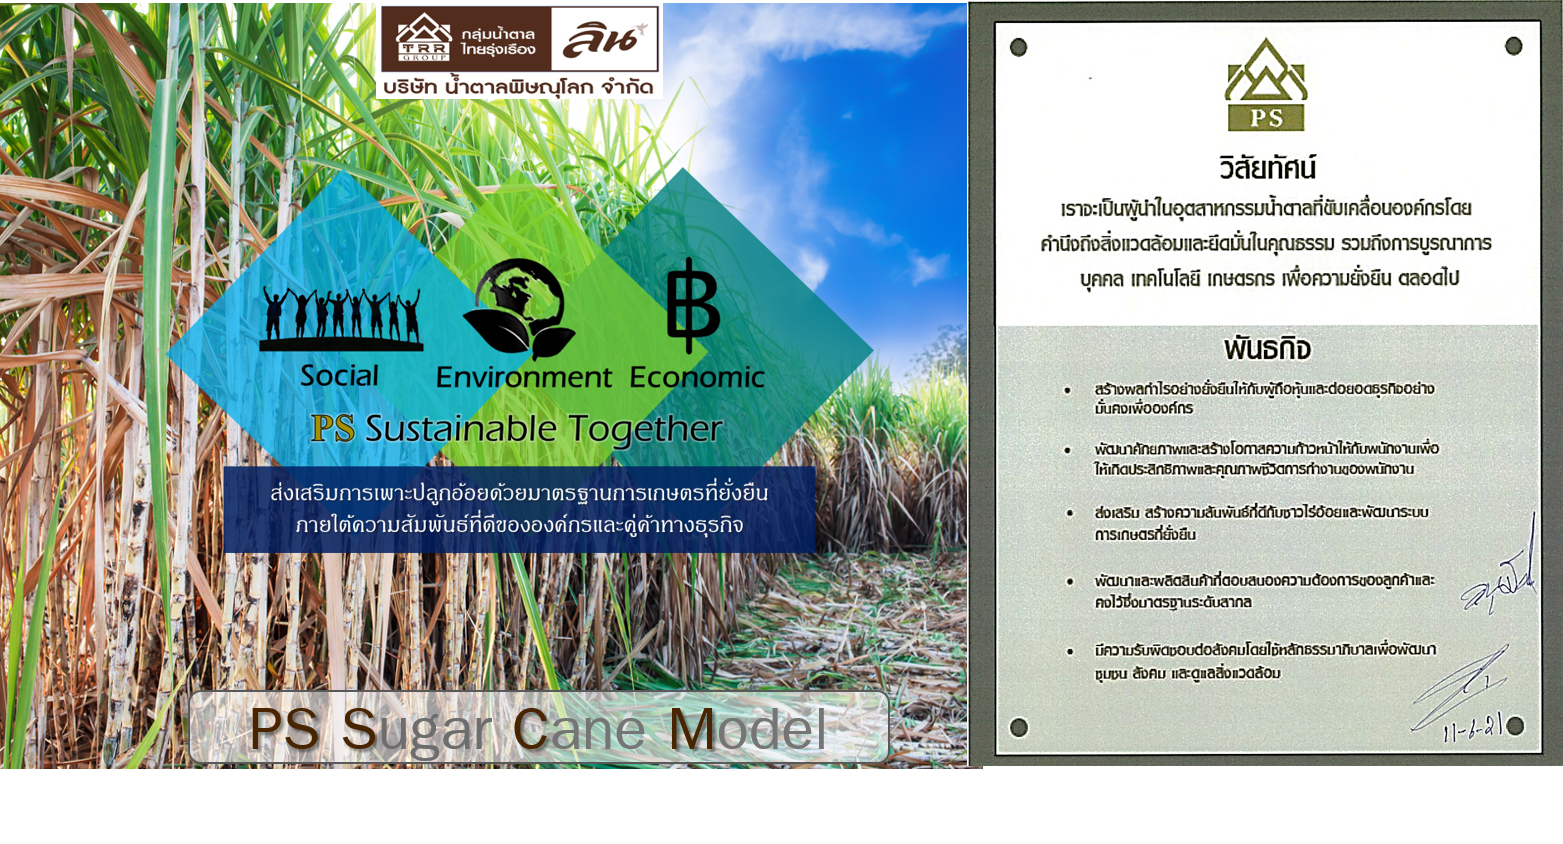 TRR
GROUP
กลุ่มน้ำตาล
ไทยรุ่งเรือง
ลิน
บริษัท น้ำตาลพิษณุโลก จำกัด
Social
Environment
Economic
PS Sustainable Together
ส่งเสริมการเพาะปลูกอ้อยด้วยมาตรฐานการเกษตรที่ยั่งยืน
ภายใต้ความสัมพันธ์ที่ดีขององค์กรและคู่ค้าทางธุรกิจ
PS Sugar Cane Model
PS
วิสัยทัศน์
เราจะเป็นผู้นำในอุตสาหกรรมน้ำตาลที่ขับเคลื่อนองค์กรโดย
คำนึงถึงสิ่งแวดล้อมและยึดมั่นในคุณธรรม รวมถึงการบูรณาการ
บุคคล เทคโนโลยี เกษตรกร เพื่อความยั่งยืน ตลอดไป
พันธกิจ
• สร้างผลกำไรอย่างยั่งยืนให้กับผู้ถือหุ้นและต่อยอดธุรกิจอย่าง
มั่นคงเพื่อองค์กร
• พัฒนาศักยภาพและสร้างโอกาสความก้าวหน้าให้กับพนักงานเพื่อ
ให้เกิดประสิทธิภาพและคุณภาพชีวิตการทำงานของพนักงาน
• ส่งเสริม สร้างความสัมพันธ์ที่ดีกับชาวไร่อ้อยและพัฒนาระบบ
การเกษตรที่ยั่งยืน
• พัฒนาและผลิตสินค้าที่ตอบสนองความต้องการของลูกค้าและ
คงไว้ซึ่งมาตรฐานระดับสากล
• มีความรับผิดชอบต่อสังคมโดยใช้หลักธรรมาภิบาลเพื่อพัฒนา
ชุมชน สังคม และดูแลสิ่งแวดล้อม
11-6-21